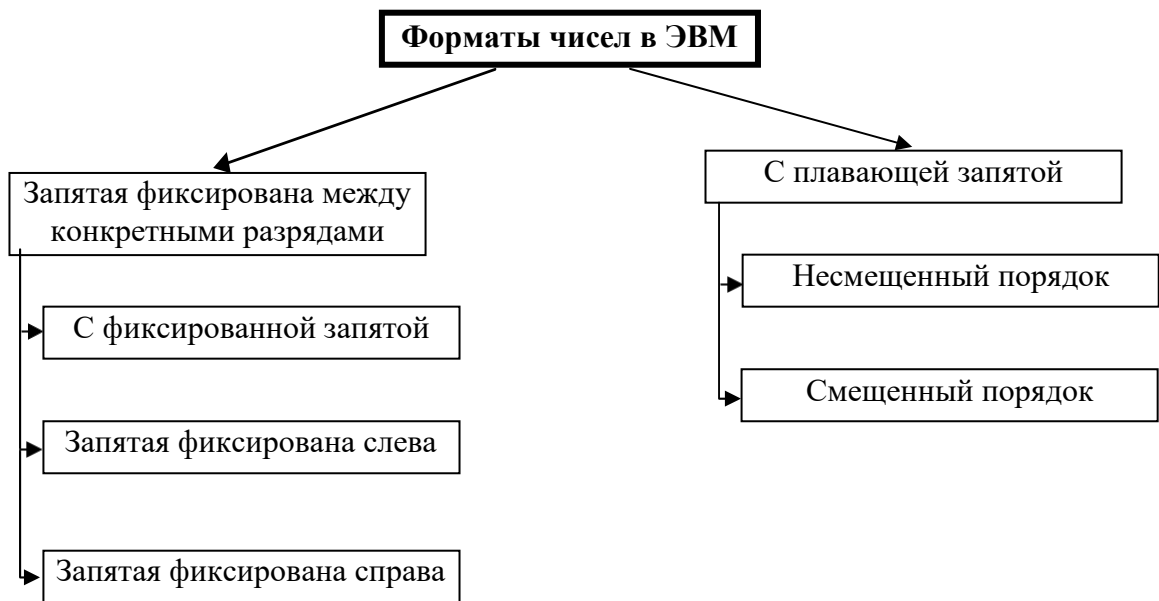 Форматы чисел в ЭВМ
Запятая фиксирована между
конкретными разрядами
С фиксированной запятой
Запятая фиксирована слева
Запятая фиксирована справа
С плавающей запятой
Несмещенный порядок
Смещенный порядок